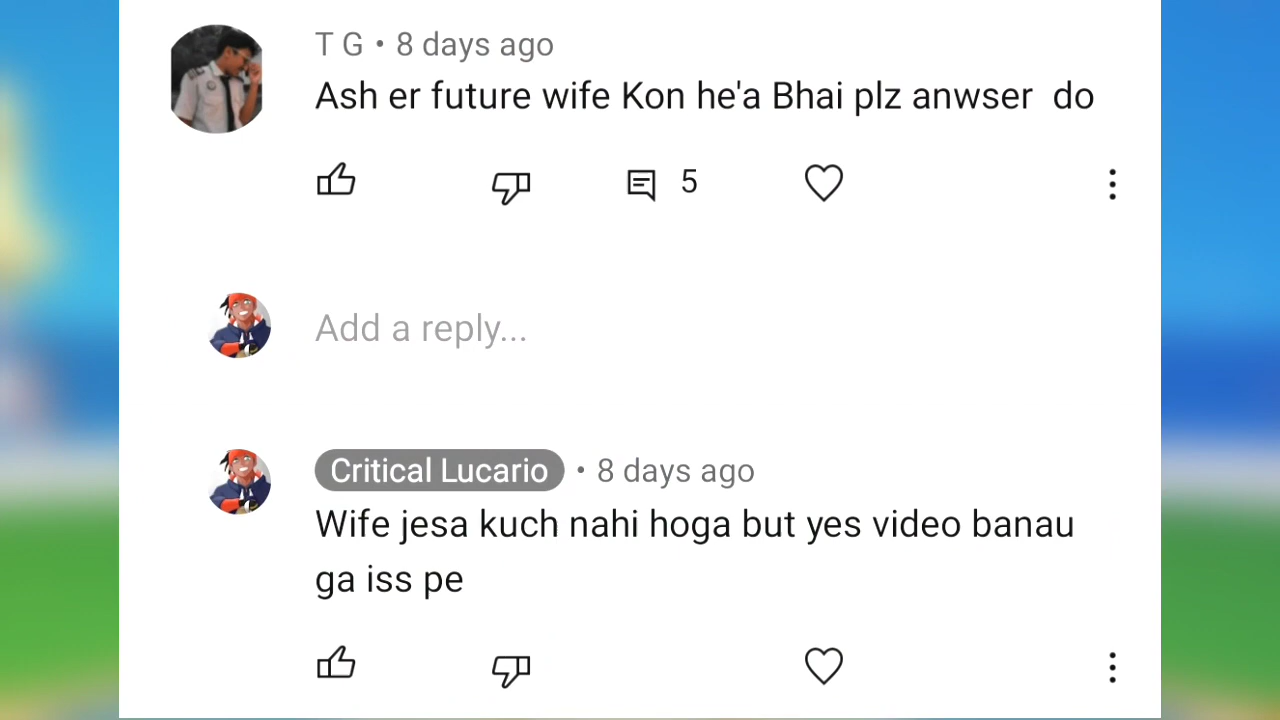 T G • 8 days ago
Ash er future wife Kon he'a Bhai plz anwser do
5
Add a reply...
Critical Lucario • 8 days ago
Wife jesa kuch nahi hoga but yes video banau
ga iss pe